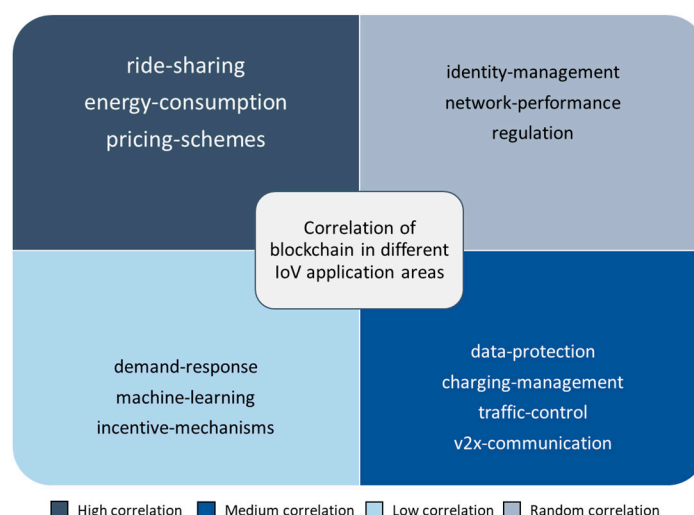 ride-sharing
energy-consumption
pricing-schemes
identity-management
network-performance
regulation
Correlation of
blockchain in different
IoV application areas
demand-response
machine-learning
incentive-mechanisms
data-protection
charging-management
traffic-control
v2x-communication
High correlation Medium correlation Low correlation Random correlation